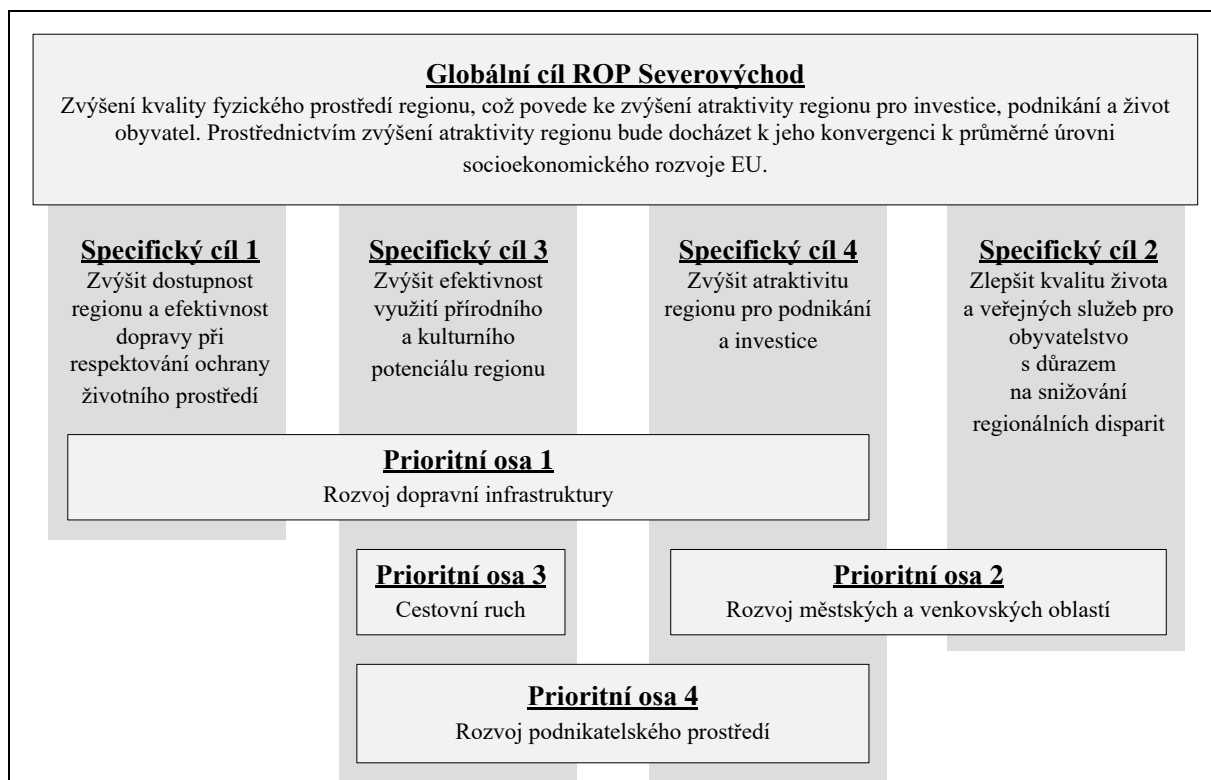 Globální cíl ROP Severovýchod
Zvýšení kvality fyzického prostředí regionu, což povede ke zvýšení atraktivity regionu pro investice, podnikání a život
obyvatel. Prostřednictvím zvýšení atraktivity regionu bude docházet k jeho konvergenci k průměrné úrovni
socioekonomického rozvoje EU.
Specifický cíl 1
Zvýšit dostupnost
regionu a efektivnost
dopravy při
respektování ochrany
životního prostředí
Specifický cíl 3
Zvýšit efektivnost
využití přírodního
a kulturního
potenciálu regionu
Specifický cíl 4
Zvýšit atraktivitu
regionu pro podnikání
a investice
Specifický cíl 2
Zlepšit kvalitu života
a veřejných služeb pro
obyvatelstvo
s důrazem
na snižování
regionálních disparit
Prioritní osa 1
Rozvoj dopravní infrastruktury
Prioritní osa 3
Cestovní ruch
Prioritní osa 2
Rozvoj městských a venkovských oblastí
Prioritní osa 4
Rozvoj podnikatelského prostředí